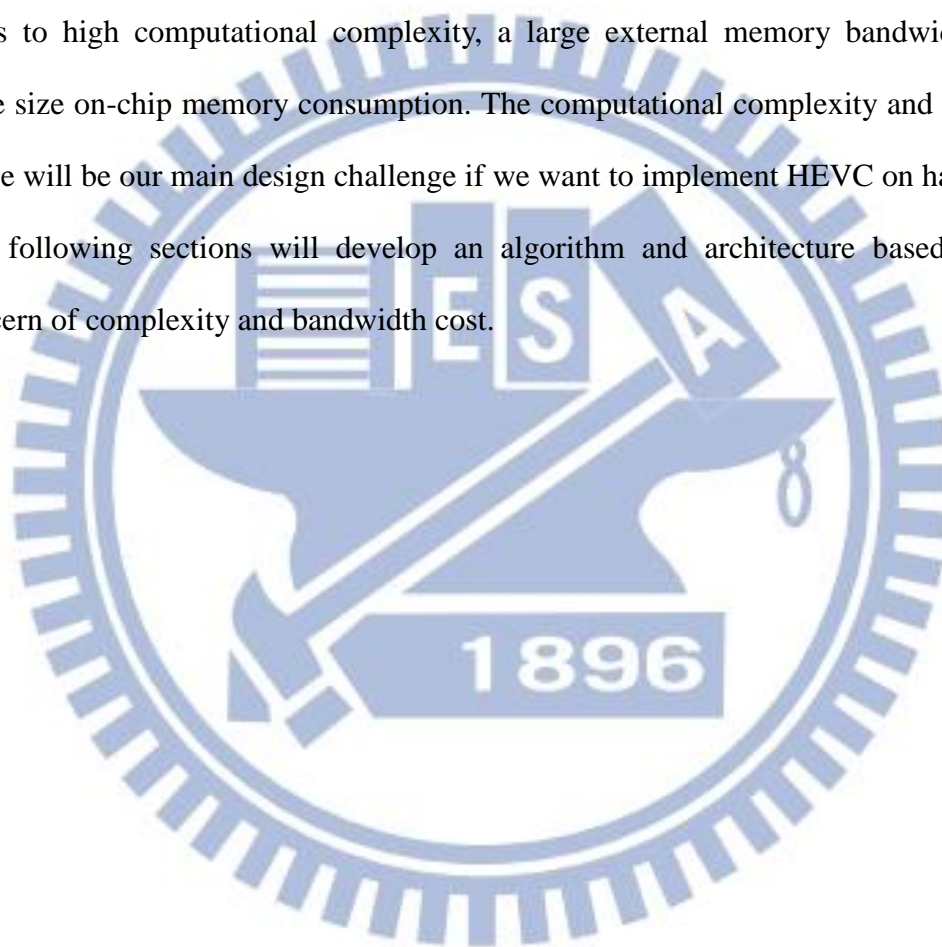 s to high computational complexity, a large external memory
e size on-chip memory consumption. The computational complexity and
e will be our main design challenge if we want to implement HEVC on
following sections will develop an algorithm and architecture based
cern of complexity and bandwidth cost.
E S A
1896